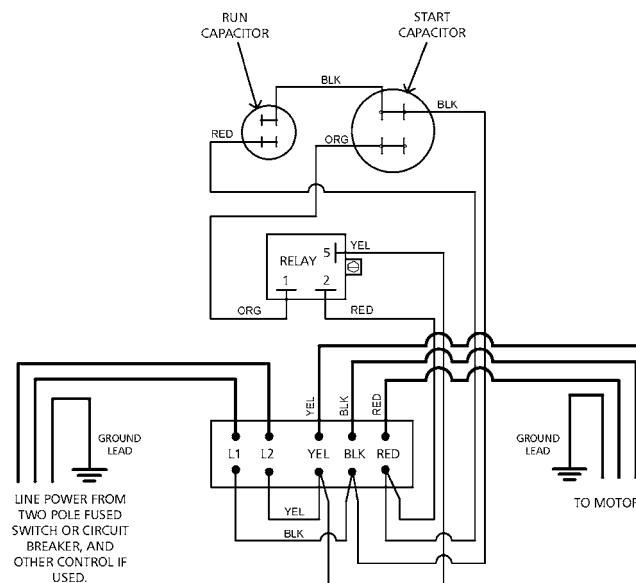 RUN
CAPACITOR
START
CAPACITOR
BLK
BLK
RED
ORG
YEL
5
RELAY
1
2
ORG
RED
YEL
BLK
RED
GROUND
LEAD
GROUND
LEAD
L1
L2
YEL
BLK
RED
LINE POWER FROM
TWO POLE FUSED
SWITCH OR CIRCUIT
BREAKER, AND
OTHER CONTROL IF
USED.
YEL
BLK
TO MOTOR